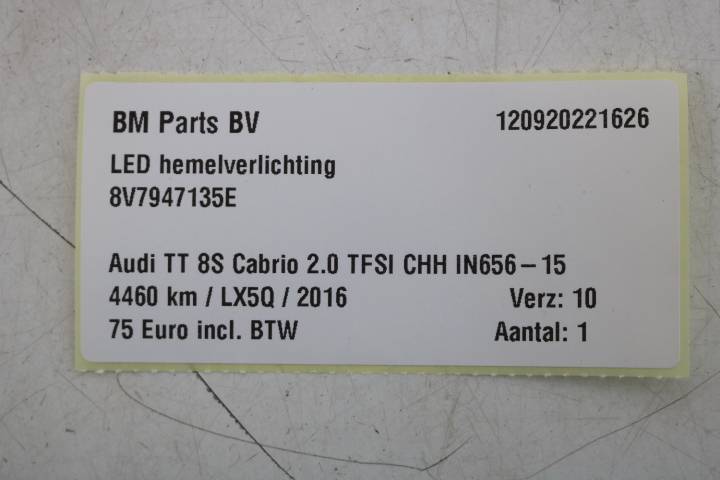 BM Parts BV 120920221626
LED hemelverlichting
8V7947135E
Audi TT 8S Cabrio 2.0 TFSI CHH IN656-15
4460 km / LX5Q / 2016 Verz: 10
75 Euro incl. BTW Aantal: 1